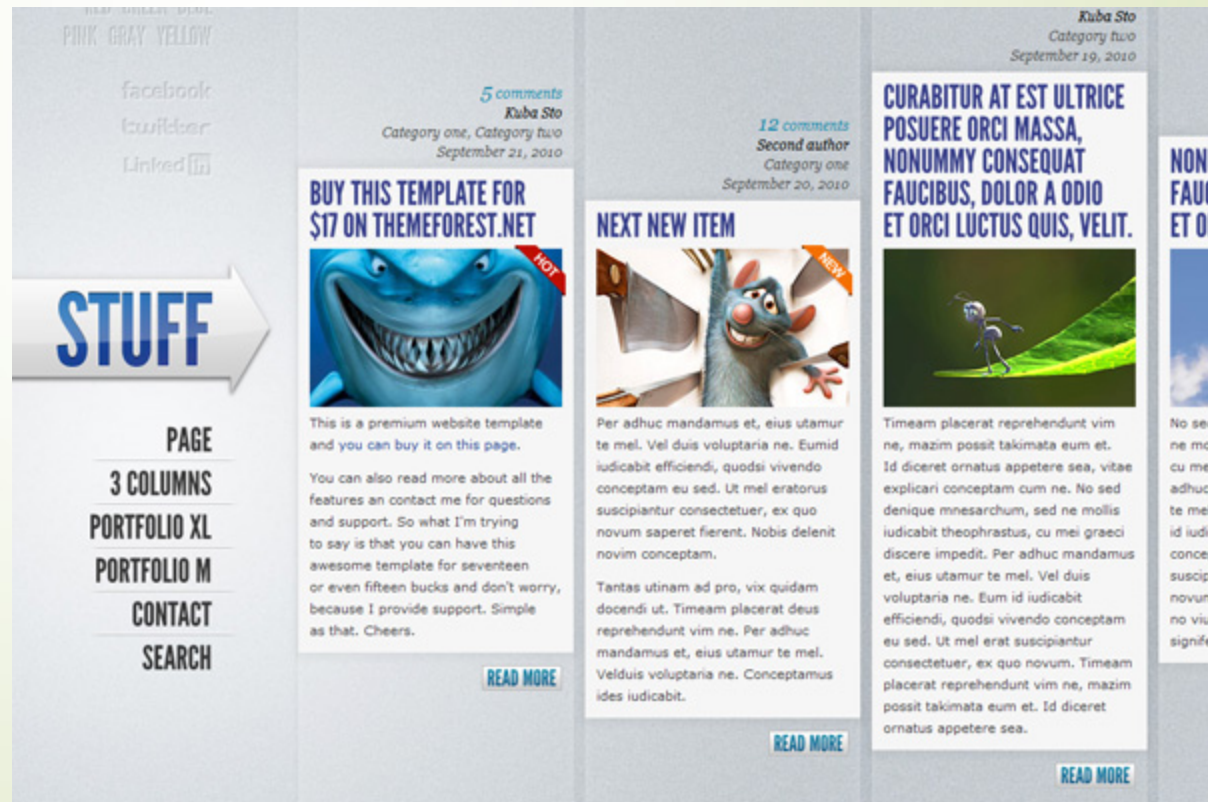 RED GREEN BLUE
PINK GRAY YELLOW
facebook
twitter
Linked in
STUFF
PAGE
3 COLUMNS
PORTFOLIO XL
PORTFOLIO M
CONTACT
SEARCH
5 comments
Kuba Sto
Category one, Category two
September 21, 2010
BUY THIS TEMPLATE FOR
$17 ON THEMEFOREST.NET
HOT
This is a premium website template
and you can buy it on this page.
You can also read more about all the
features an contact me for questions
and support. So what I'm trying
to say is that you can have this
awesome template for seventeen
or even fifteen bucks and don't worry,
because I provide support. Simple
as that. Cheers.
READ MORE
12 comments
Second author
Category one
September 20, 2010
NEXT NEW ITEM
NEW
Per adhuc mandamus et, eius utamur
te mel. Vel duis voluptaria ne. Eumid
iudicabit efficiendi, quodsi vivendo
conceptam eu sed. Ut mel eratorus
suscipiantur consectetuer, ex quo
novum saperet fierent. Nobis delenit
novim conceptam.
Tantas utinam ad pro, vix quidam
docendi ut. Timeam placerat deus
reprehendunt vim ne. Per adhuc
mandamus et, eius utamur te mel.
Velduis voluptaria ne. Conceptamus
ides iudicabit.
READ MORE
Kuba Sto
Category two
September 19, 2010
CURABITUR AT EST ULTRICE
POSUERE ORCI MASSA,
NONUMMY CONSEQUAT
FAUCIBUS, DOLOR A ODIO
ET ORCI LUCTUS QUIS, VELIT.
Timeam placerat reprehendunt vim
ne, mazim possit takimata eum et.
Id diceret ornatus appetere sea, vitae
explicari conceptam cum ne. No sed
denique mnesarchum, sed ne mollis
iudicabit theophrastus, cu mei graeci
discere impedit. Per adhuc mandamus
et, eius utamur te mel. Vel duis
voluptaria ne. Eum id iudicabit
efficiendi, quodsi vivendo conceptam
eu sed. Ut mel erat suscipiantur
consectetuer, ex quo novum. Timeam
placerat reprehendunt vim ne, mazim
possit takimata eum et. Id diceret
ornatus appetere sea.
READ MORE